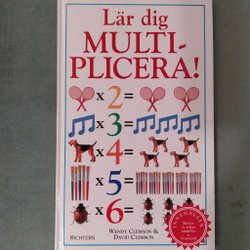 Lär dig
MULTI-
PLICERA!
x 2 =
x 3 =
x 4 =
x 5 =
x 6 =
WENDY CLEMSON &
DAVID CLEMSON
RICHTERS